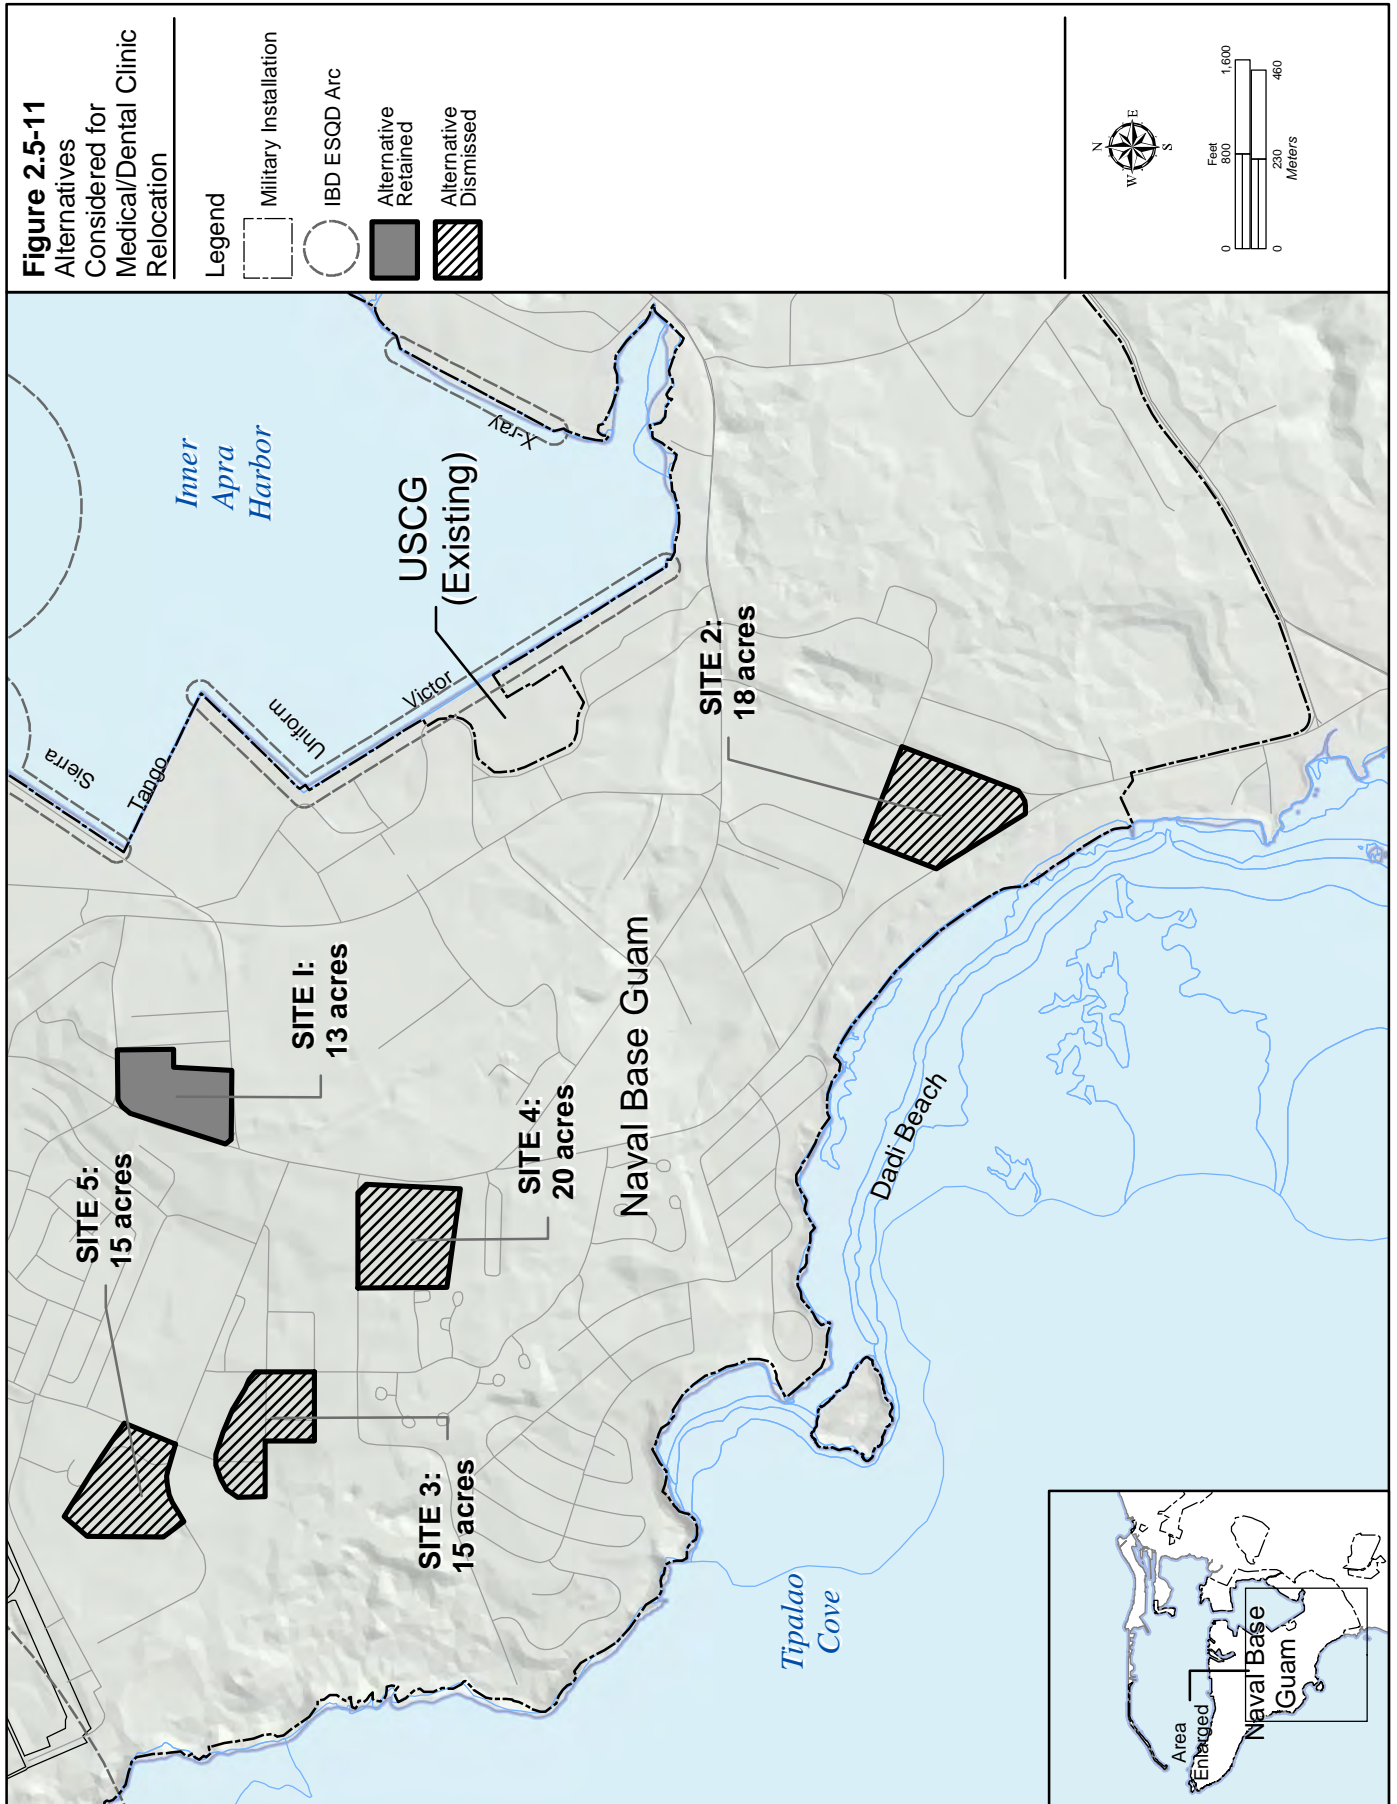 Figure 2.5-11
Alternatives
Considered for
Medical/Dental Clinic
Relocation
Legend
Military Installation
IBD ESQD Arc
Alternative
Retained
Alternative
Dismissed
N
W
E
S
Feet
0
800
1,600
0
230
460
Meters
Inner
Apra
Harbor
Sierra
Tango
Uniform
Victor
X-ray
USCG
(Existing)
SITE 5:
15 acres
SITE I:
13 acres
SITE 3:
15 acres
SITE 4:
20 acres
SITE 2:
18 acres
Naval Base Guam
Dadi Beach
Tipalao
Cove
Area
Enlarged
Naval Base
Guam